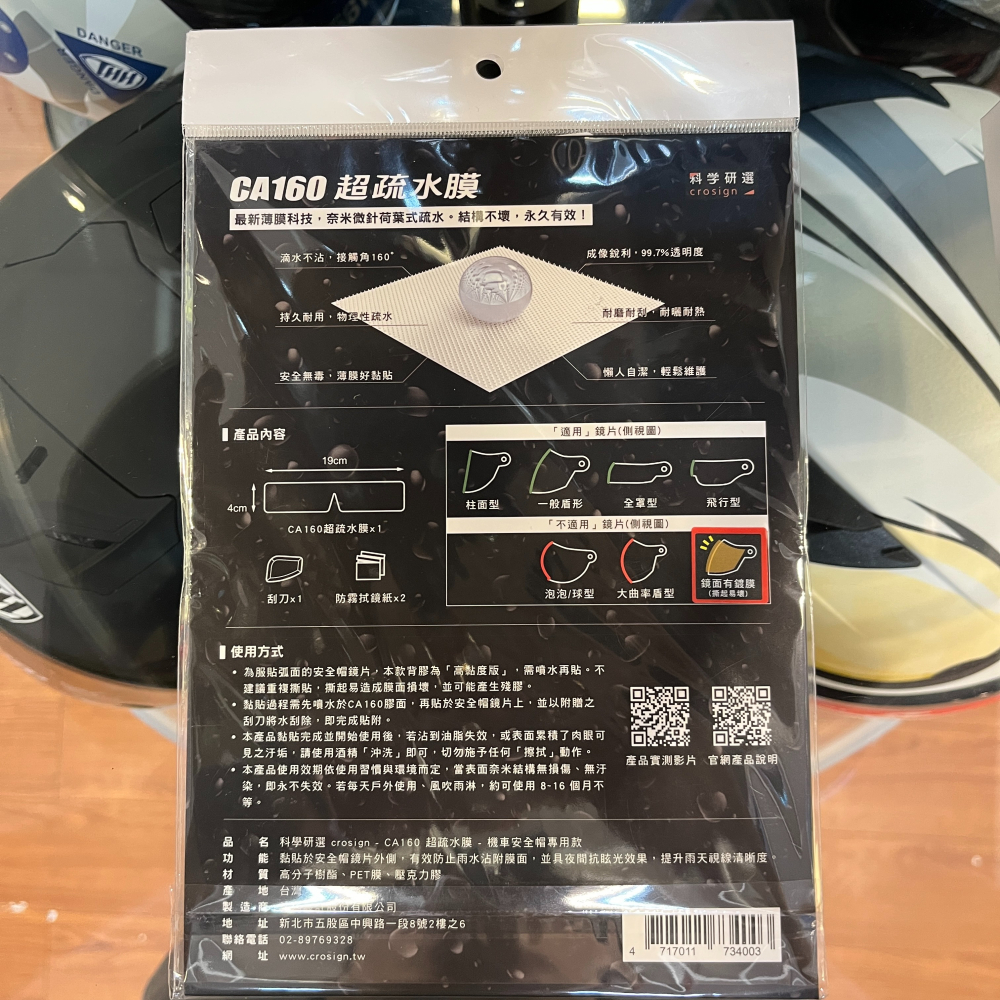 DANGER
THH
CA160 超疏水膜
科学研選
crosign
最新薄膜科技，奈米微針荷葉式疏水。結構不壞，永久有效！
滴水不沾，接觸角160°
成像銳利，99.7%透明度
持久耐用，物理性疏水
耐磨耐刮，耐曬耐熱
安全無毒，薄膜好黏貼
懶人自潔，輕鬆維護
產品內容
19cm
4cm
CA160超疏水膜x1
刮刀x1
防霧拭鏡紙x2
「適用」鏡片(側視圖)
柱面型
一般盾形
全罩型
飛行型
「不適用」鏡片(側視圖)
泡泡/球型
大曲率盾型
鏡面有鍍膜
(撕起易壞)
使用方式
• 為服貼弧面的安全帽鏡片，本款背膠為「高黏度版」，需噴水再貼。不
建議重複撕貼，撕起易造成膜面損壞，並可能產生殘膠。
• 黏貼過程需先噴水於CA160膠面，再貼於安全帽鏡片上，並以附贈之
刮刀將水刮除，即完成貼附。
• 本產品黏貼完成並開始使用後，若沾到油脂失效，或表面累積了肉眼可
見之汙垢，請使用酒精「沖洗」即可，切勿施予任何「擦拭」動作。
• 本產品使用效期依使用習慣與環境而定，當表面奈米結構無損傷、無汙
染，即永不失效。若每天戶外使用、風吹雨淋，約可使用 8~16 個月不
等。
產品實測影片
官網產品說明
品 名 科學研選 crosign - CA160 超疏水膜 - 機車安全帽專用款
功 能 黏貼於安全帽鏡片外側，有效防止雨水沾附膜面，並具夜間抗眩光效果，提升雨天視線清晰度。
材 質 高分子樹酯、PET膜、壓克力膠
產 地 台灣
製 造 商 股份有限公司
地 址 新北市五股區中興路一段8號2樓之6
聯絡電話 02-89769328
網 址 www.crosign.tw
4 717011 734003